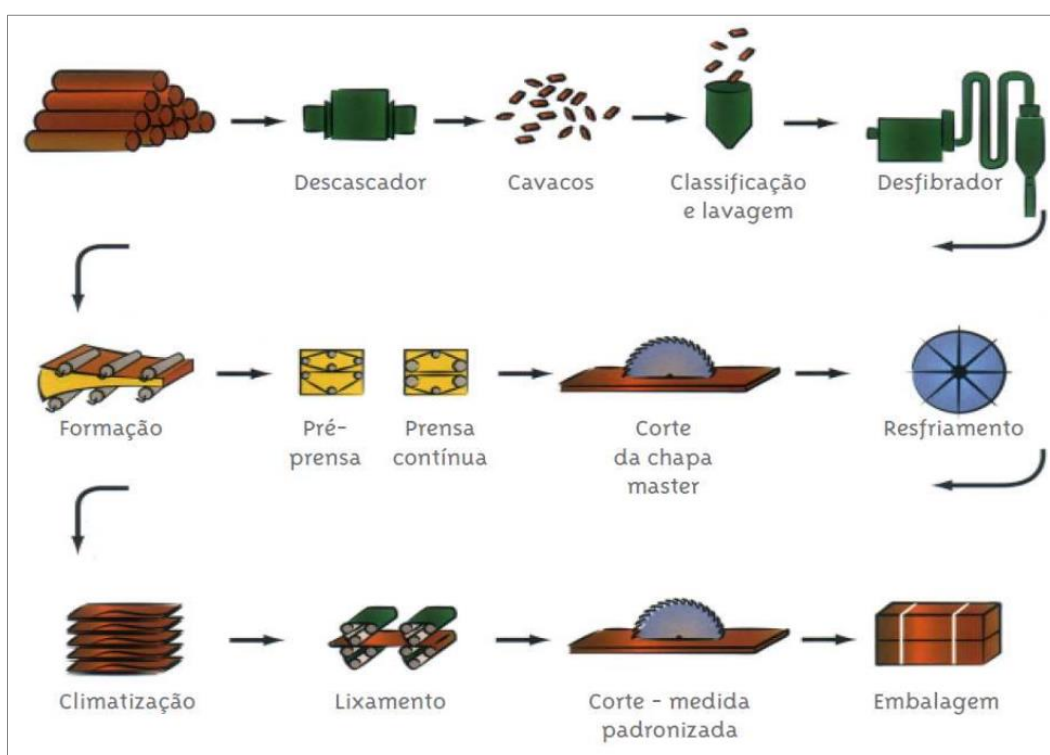 Descascador
Cavacos
Classificação
e lavagem
Desfibrador
Formação
Pré-
prensa
Prensa
contínua
Corte
da chapa
master
Resfriamento
Climatização
Lixamento
Corte - medida
padronizada
Embalagem